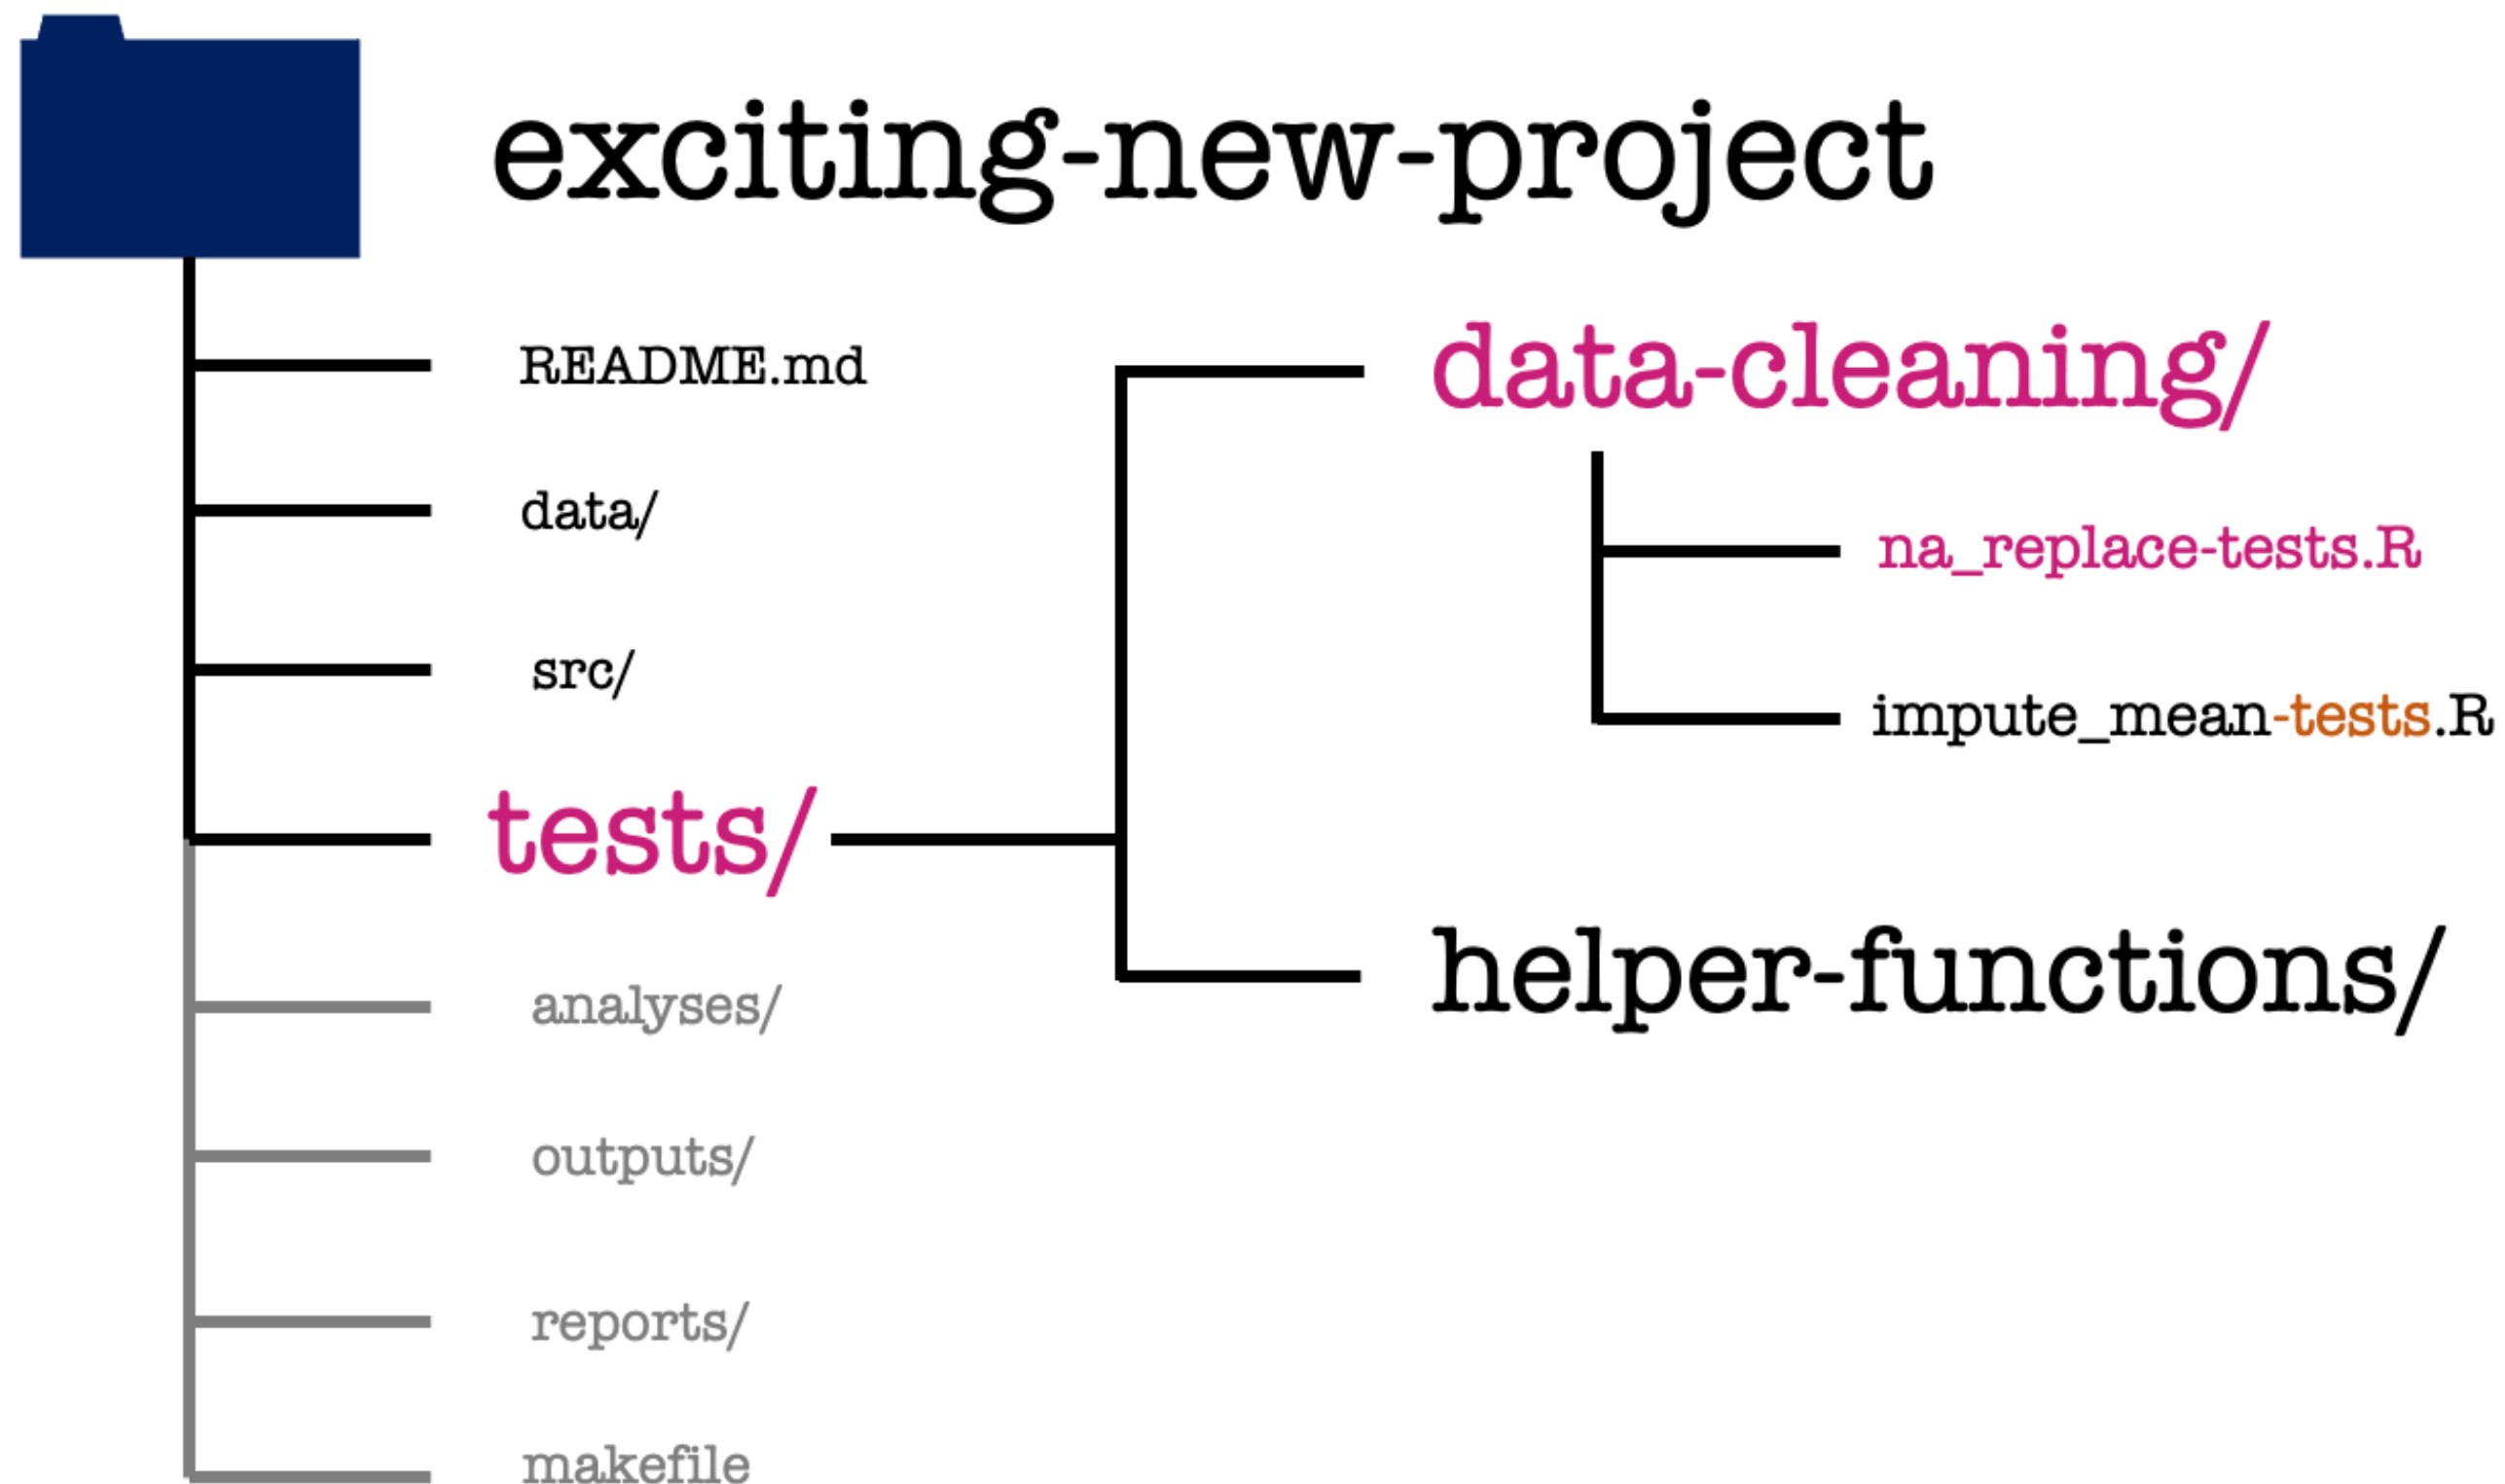 exciting-new-project
README.md
data/
src/
tests/
analyses/
outputs/
reports/
makefile
data-cleaning/
na_replace-tests.R
impute_mean-tests.R
helper-functions/